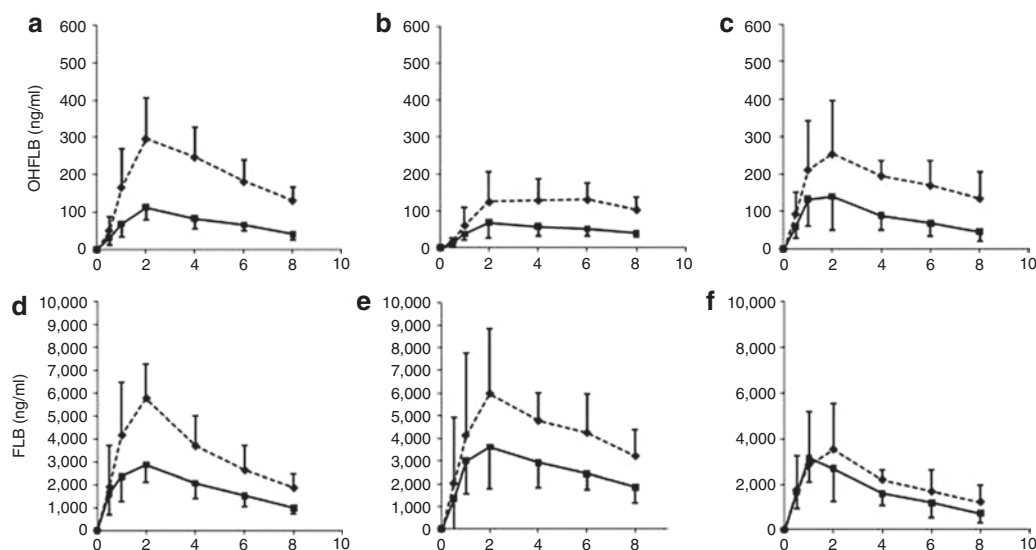 a
b
c
OHFLB (ng/ml)
600 600 600
500 500 500
400 400 400
300 300 300
200 200 200
100 100 100
0 0 0
0 2 4 6 8 10 0 2 4 6 8 10 0 2 4 6 8 10
d
e
f
FLB (ng/ml)
10,000 10,000 10,000
9,000 9,000
8,000 8,000 8,000
7,000 7,000
6,000 6,000 6,000
5,000 5,000
4,000 4,000 4,000
3,000 3,000
2,000 2,000 2,000
1,000 1,000
0 0 0
0 2 4 6 8 10 0 2 4 6 8 0 2 4 6 8 10